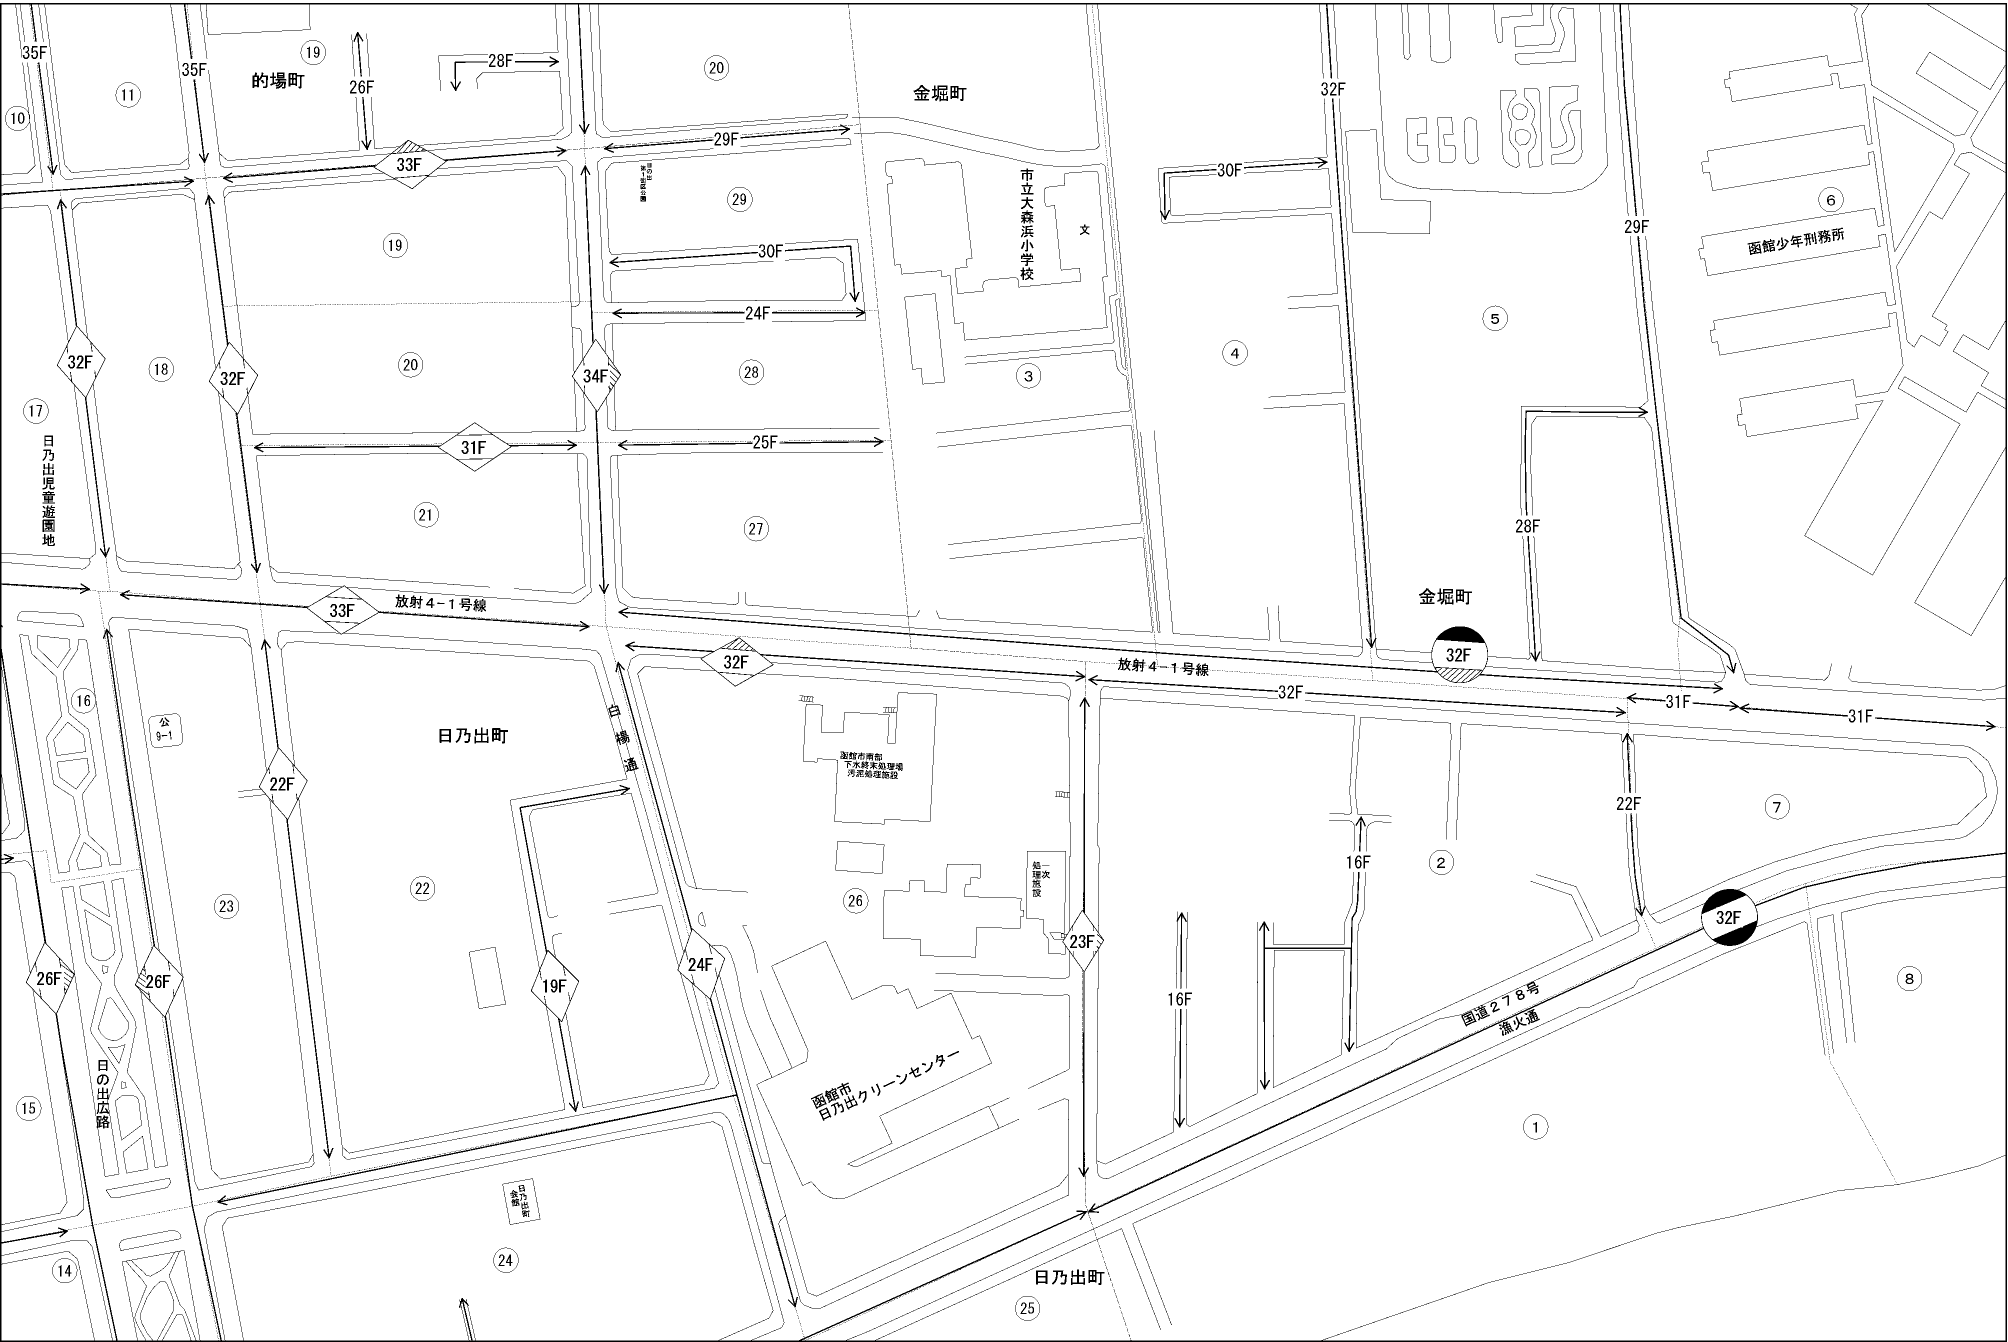 35F
35F
19
的場町
26F
28F
20
金堀町
32F
11
10
33F
29F
日の出
第1街区公園
30F
29F
29
市立大森浜小学校
文
6
函館少年刑務所
19
30F
24F
5
32F
18
32F
20
34F
28
3
4
17
日乃出児童遊園地
31F
25F
21
27
28F
33F
放射4-1号線
金堀町
32F
放射4-1号線
32F
32F
31F
31F
16
公
9-1
日乃出町
白楊通
22F
函館市南部
下水終末処理場
汚泥処理施設
22F
7
16F
2
一次
処理施設
23
22
26
32F
23F
26F
26F
19F
24F
16F
8
国道278号
漁火通
函館市
日乃出クリーンセンター
日の出広路
15
1
日乃出町
会館
14
24
日乃出町
25